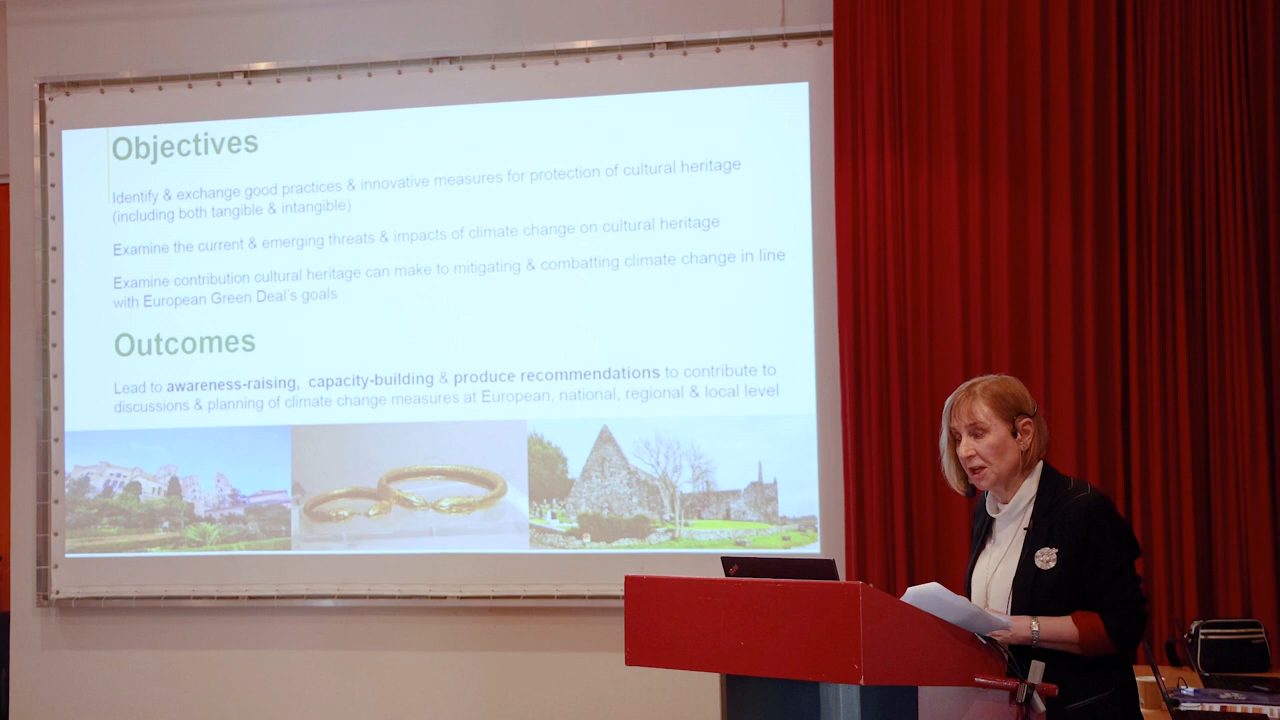 Objectives
Identify & exchange good practices & innovative measures for protection of cultural heritage
(including both tangible & intangible)
Examine the current & emerging threats & impacts of climate change on cultural heritage
Examine contribution cultural heritage can make to mitigating & combatting climate change in line
with European Green Deal's goals
Outcomes
Lead to awareness-raising, capacity-building & produce recommendations to contribute to
discussions & planning of climate change measures at European, national, regional & local level